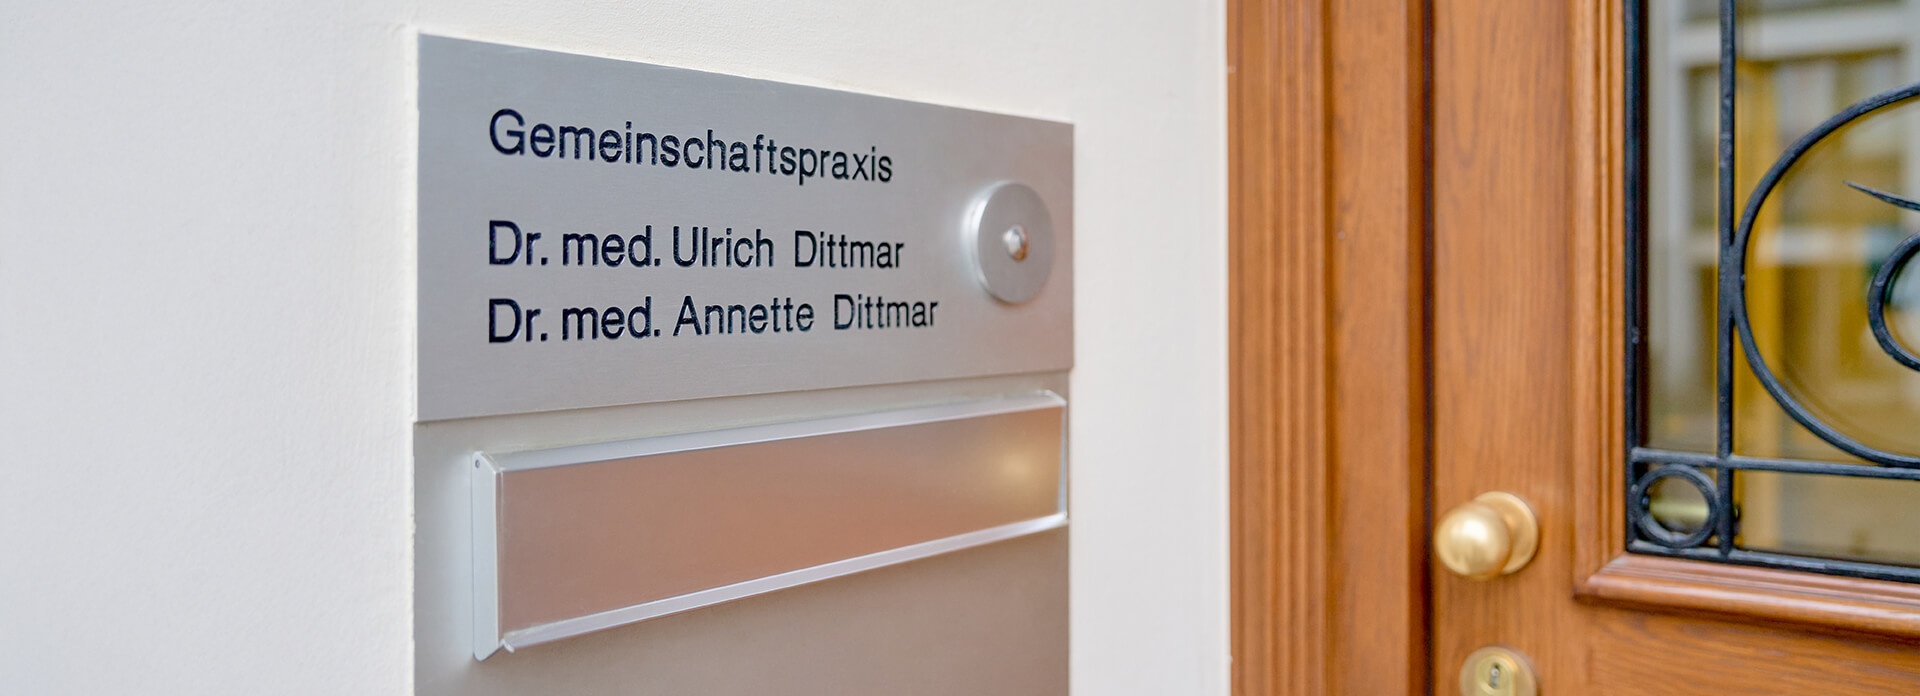 Gemeinschaftspraxis
Dr. med. Ulrich Dittmar
Dr. med. Annette Dittmar